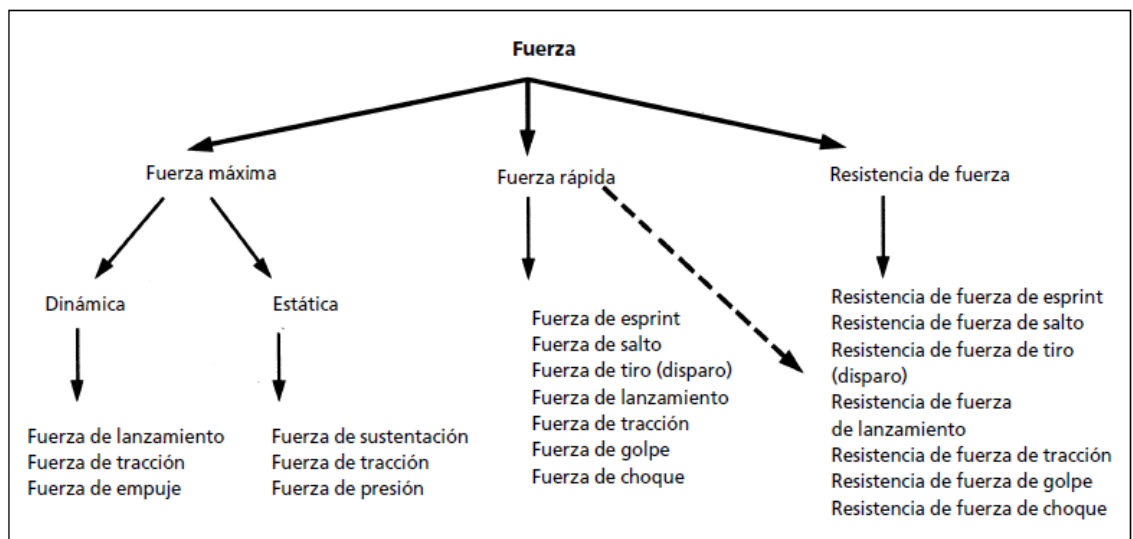 Fuerza
Fuerza máxima
Fuerza rápida
Resistencia de fuerza
Dinámica
Estática
Fuerza de lanzamiento
Fuerza de tracción
Fuerza de empuje
Fuerza de sustentación
Fuerza de tracción
Fuerza de presión
Fuerza de esprint
Fuerza de salto
Fuerza de tiro (disparo)
Fuerza de lanzamiento
Fuerza de tracción
Fuerza de golpe
Fuerza de choque
Resistencia de fuerza de esprint
Resistencia de fuerza de salto
Resistencia de fuerza de tiro
(disparo)
Resistencia de fuerza
de lanzamiento
Resistencia de fuerza de tracción
Resistencia de fuerza de golpe
Resistencia de fuerza de choque